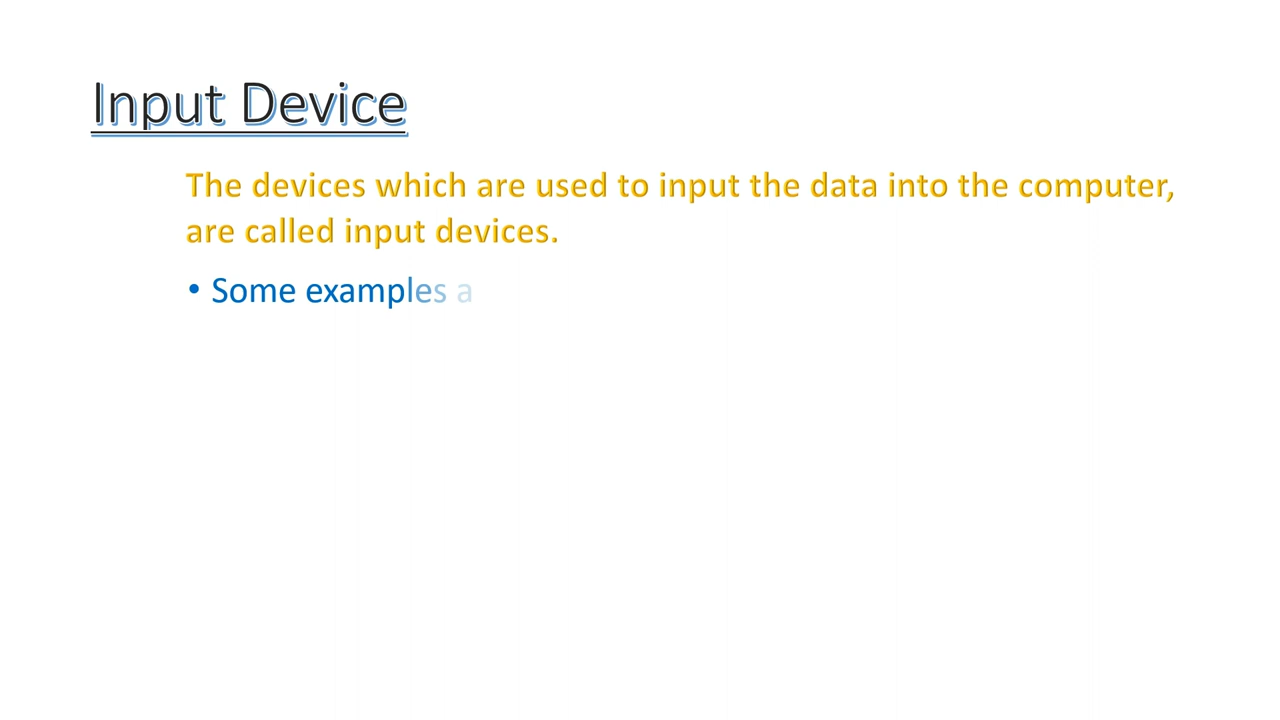 Input Device
The devices which are used to input the data into the computer,
are called input devices.
• Some examples a